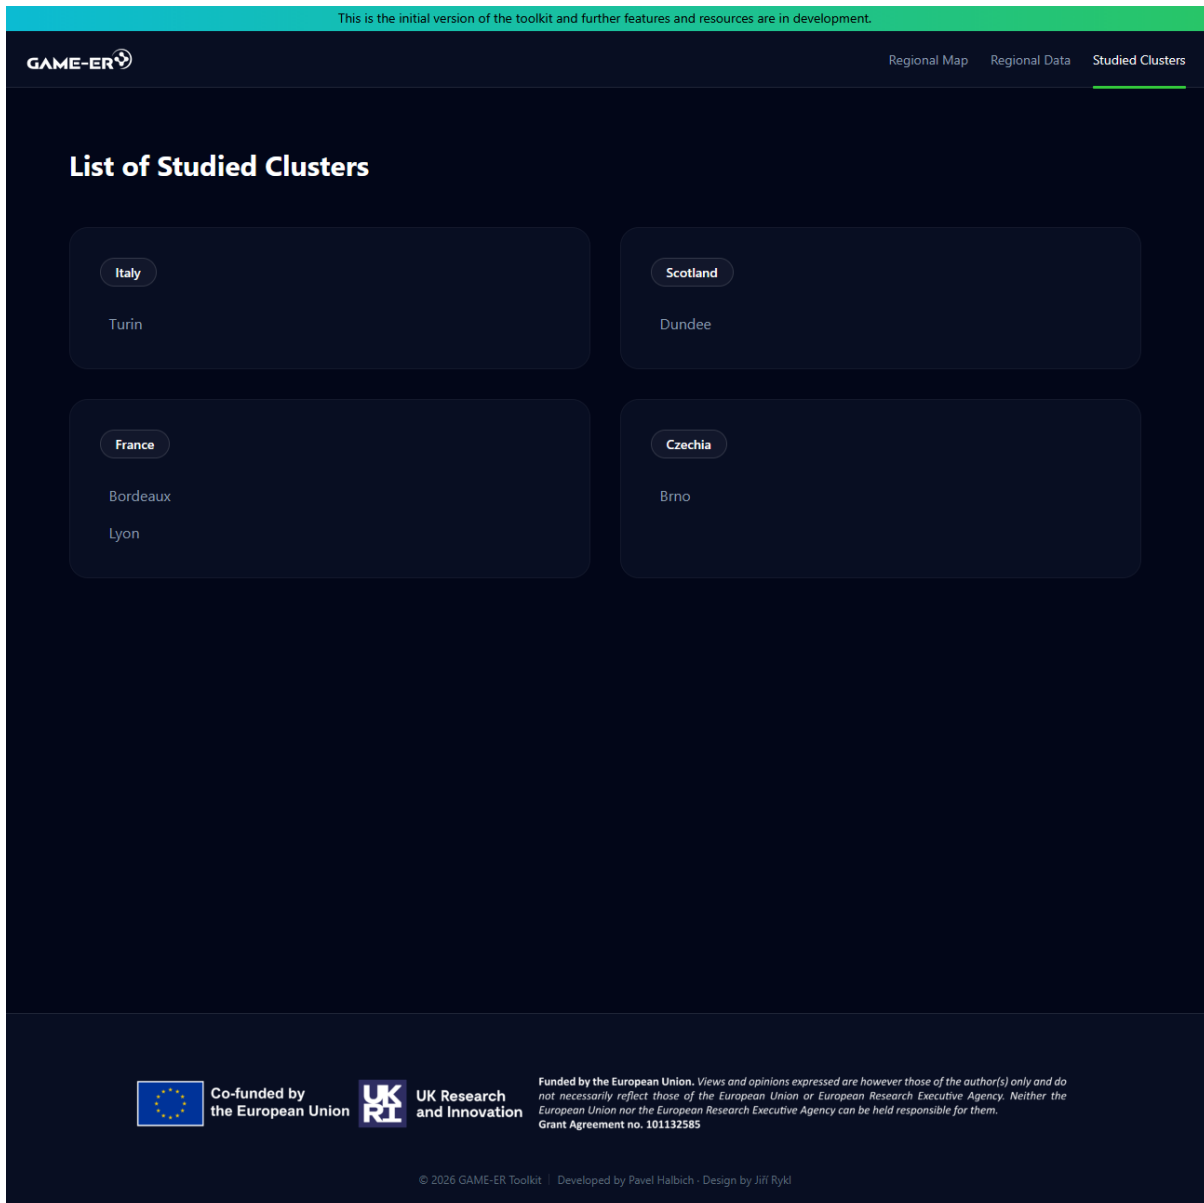 This is the initial version of the toolkit and further features and resources are in development.
GAME-ER
Regional Map
Regional Data
Studied Clusters
List of Studied Clusters
Italy
Turin
Scotland
Dundee
France
Bordeaux
Lyon
Czechia
Brno
Co-funded by
the European Union
UK
RI
UK Research
and Innovation
Funded by the European Union. Views and opinions expressed are however those of the author(s) only and do
not necessarily reflect those of the European Union or European Research Executive Agency. Neither the
European Union nor the European Research Executive Agency can be held responsible for them.
Grant Agreement no. 101132585
© 2026 GAME-ER Toolkit | Developed by Pavel Halbich · Design by Jiří Rykl